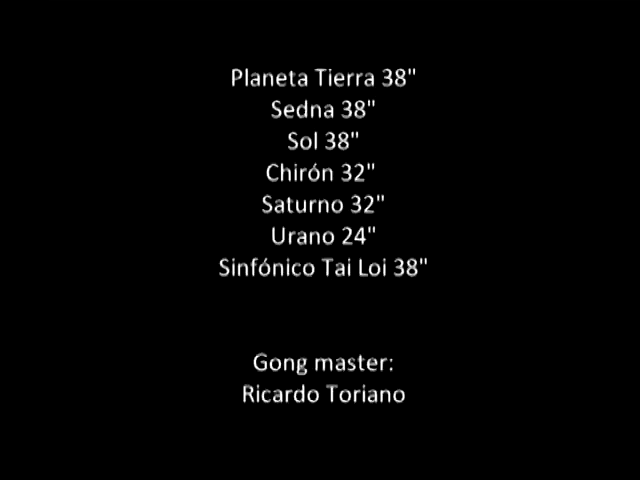 Planeta Tierra 38"
Sedna 38"
Sol 38"
Chirón 32"
Saturno 32"
Urano 24"
Sinfónico Tai Loi 38"
Gong master:
Ricardo Toriano